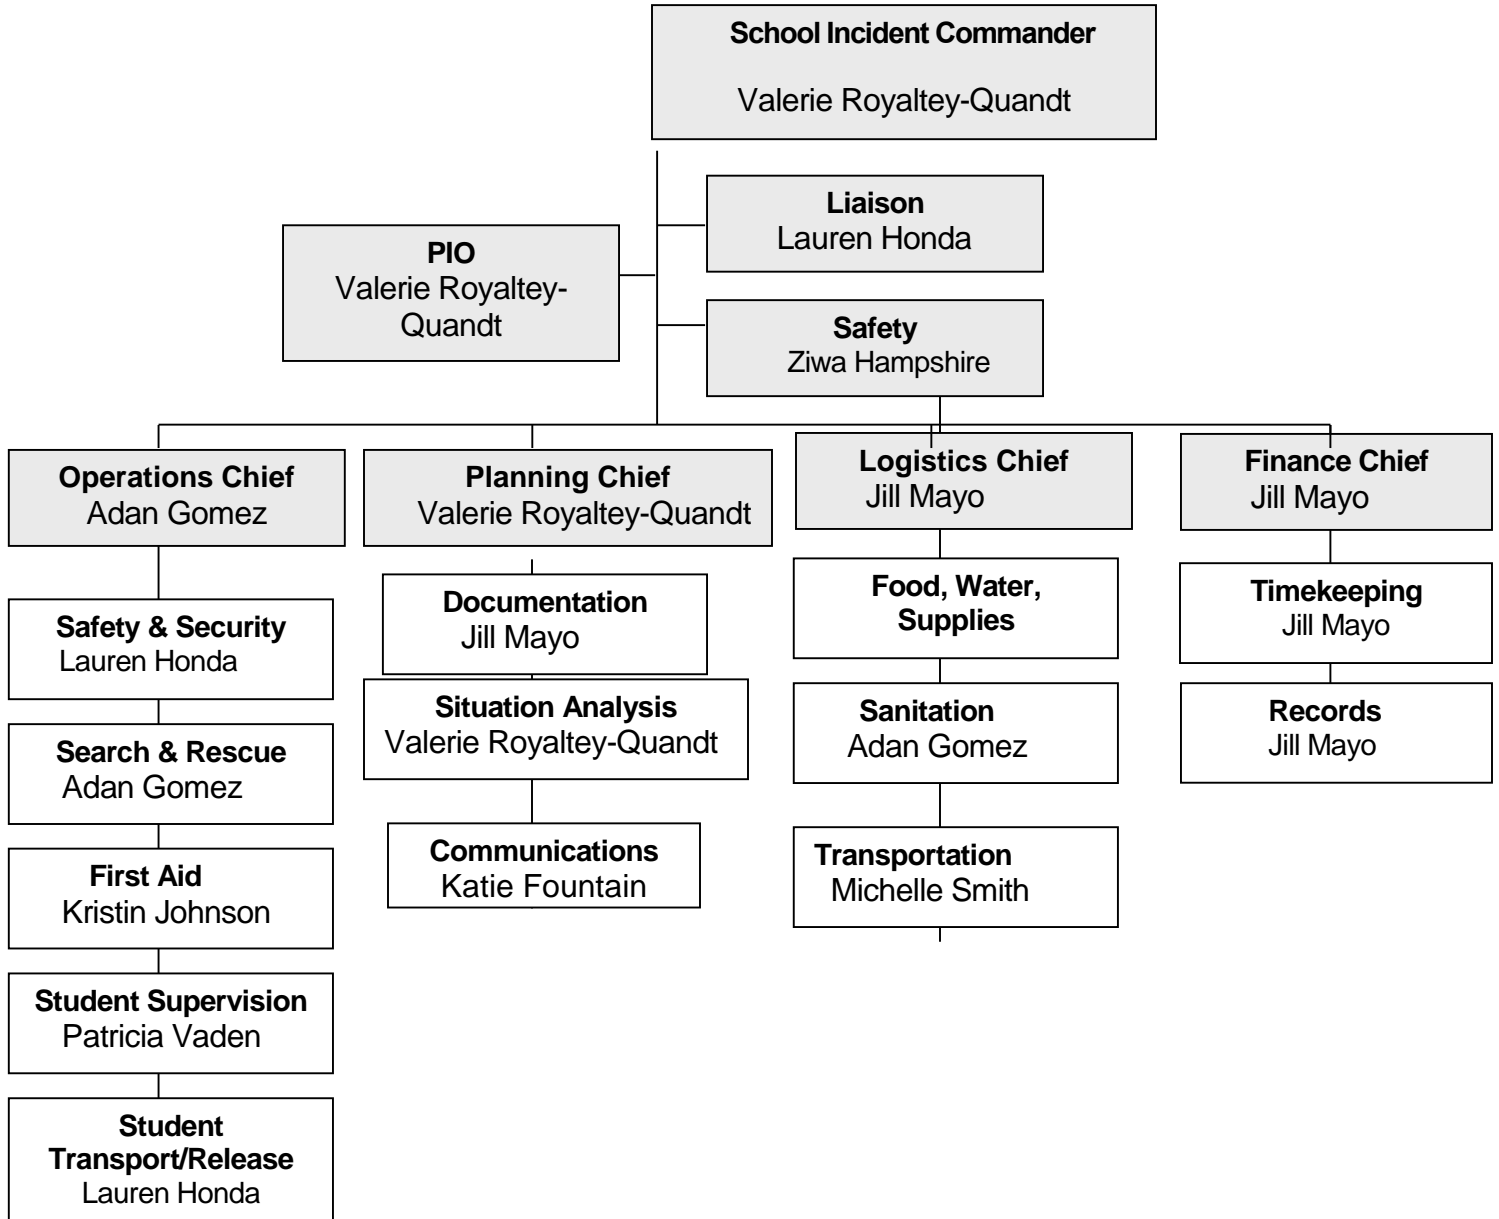 School Incident Commander
Valerie Royaltey-Quandt
Liaison
Lauren Honda
PIO
Valerie Royaltey-
Quandt
Safety
Ziwa Hampshire
Operations Chief
Adan Gomez
Safety & Security
Lauren Honda
Search & Rescue
Adan Gomez
First Aid
Kristin Johnson
Student Supervision
Patricia Vaden
Student
Transport/Release
Lauren Honda
Planning Chief
Valerie Royaltey-Quandt
Documentation
Jill Mayo
Situation Analysis
Valerie Royaltey-Quandt
Communications
Katie Fountain
Logistics Chief
Jill Mayo
Food, Water,
Supplies
Sanitation
Adan Gomez
Transportation
Michelle Smith
Finance Chief
Jill Mayo
Timekeeping
Jill Mayo
Records
Jill Mayo